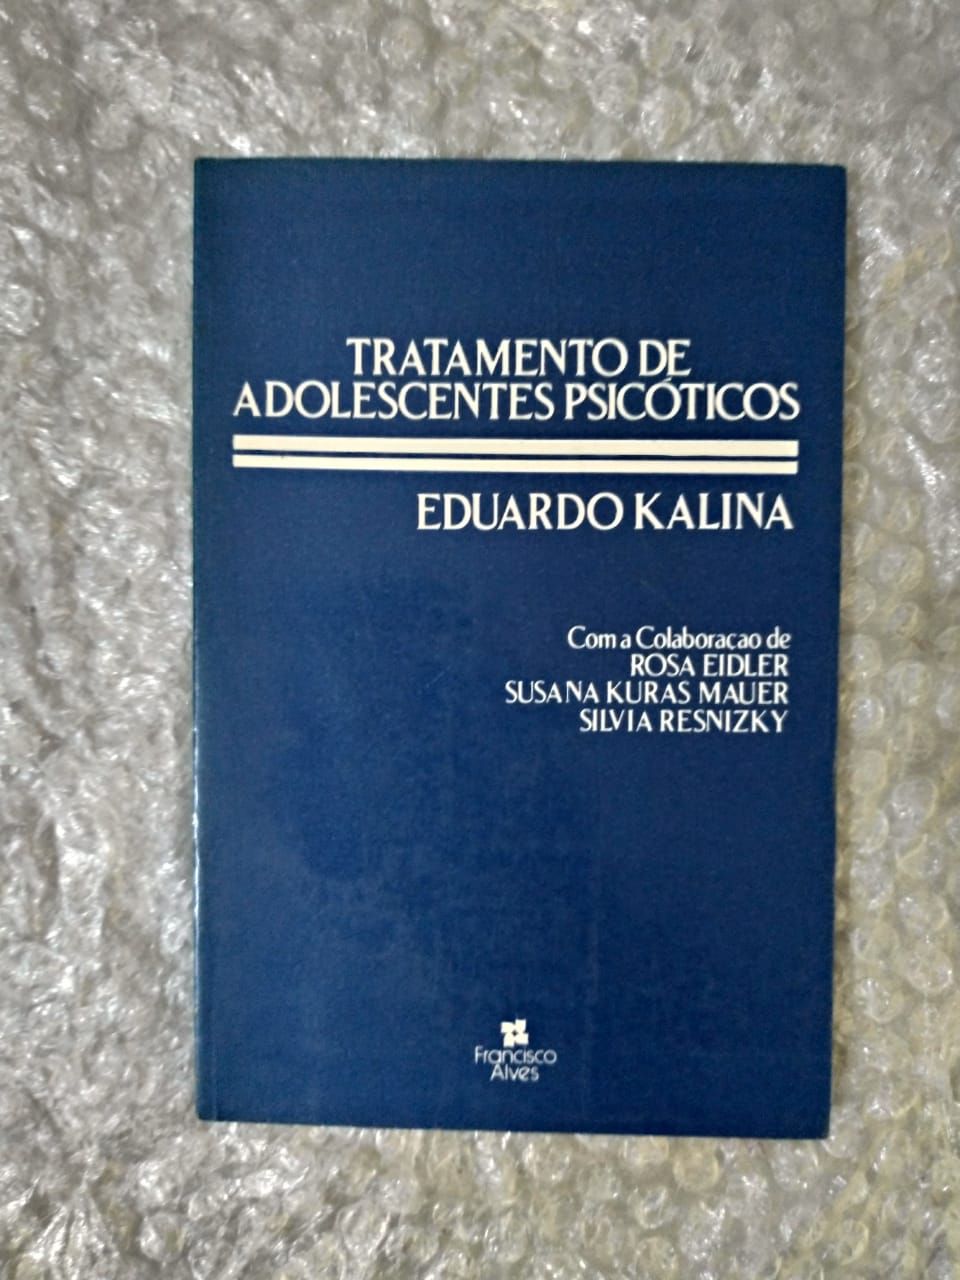 TRATAMENTO DE
ADOLESCENTES PSICÓTICOS
EDUARDO KALINA
Com a Colaboraçao de
ROSA EIDLER
SUSANA KURAS MAUER
SILVIA RESNIZKY
Francisco
Alves